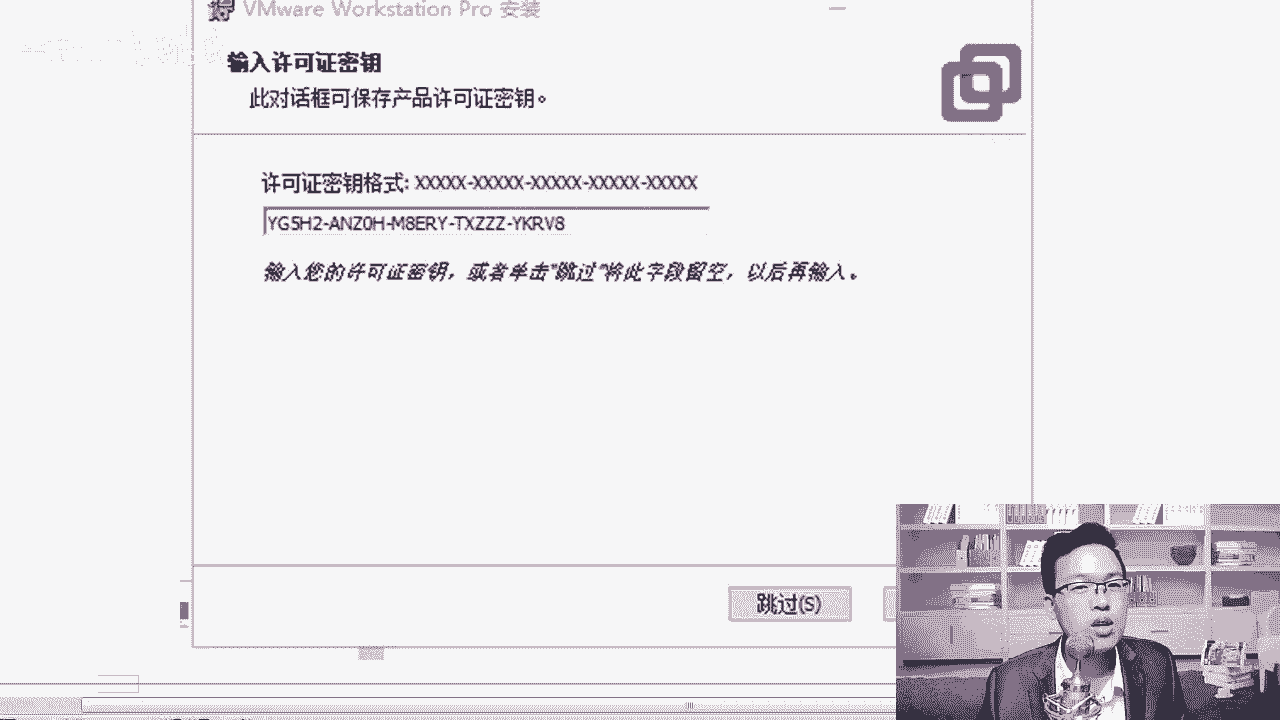 VMware Workstation Pro 安装
输入许可证密钥
此对话框可保存产品许可证密钥。
许可证密钥格式: XXXXX-XXXXX-XXXXX-XXXXX-XXXXX
YG5H2-ANZ0H-M8ERY-TXZZZ-YKRV8
输入您的许可证密钥，或者单击“跳过”将此字段留空，以后再输入。
跳过(S)